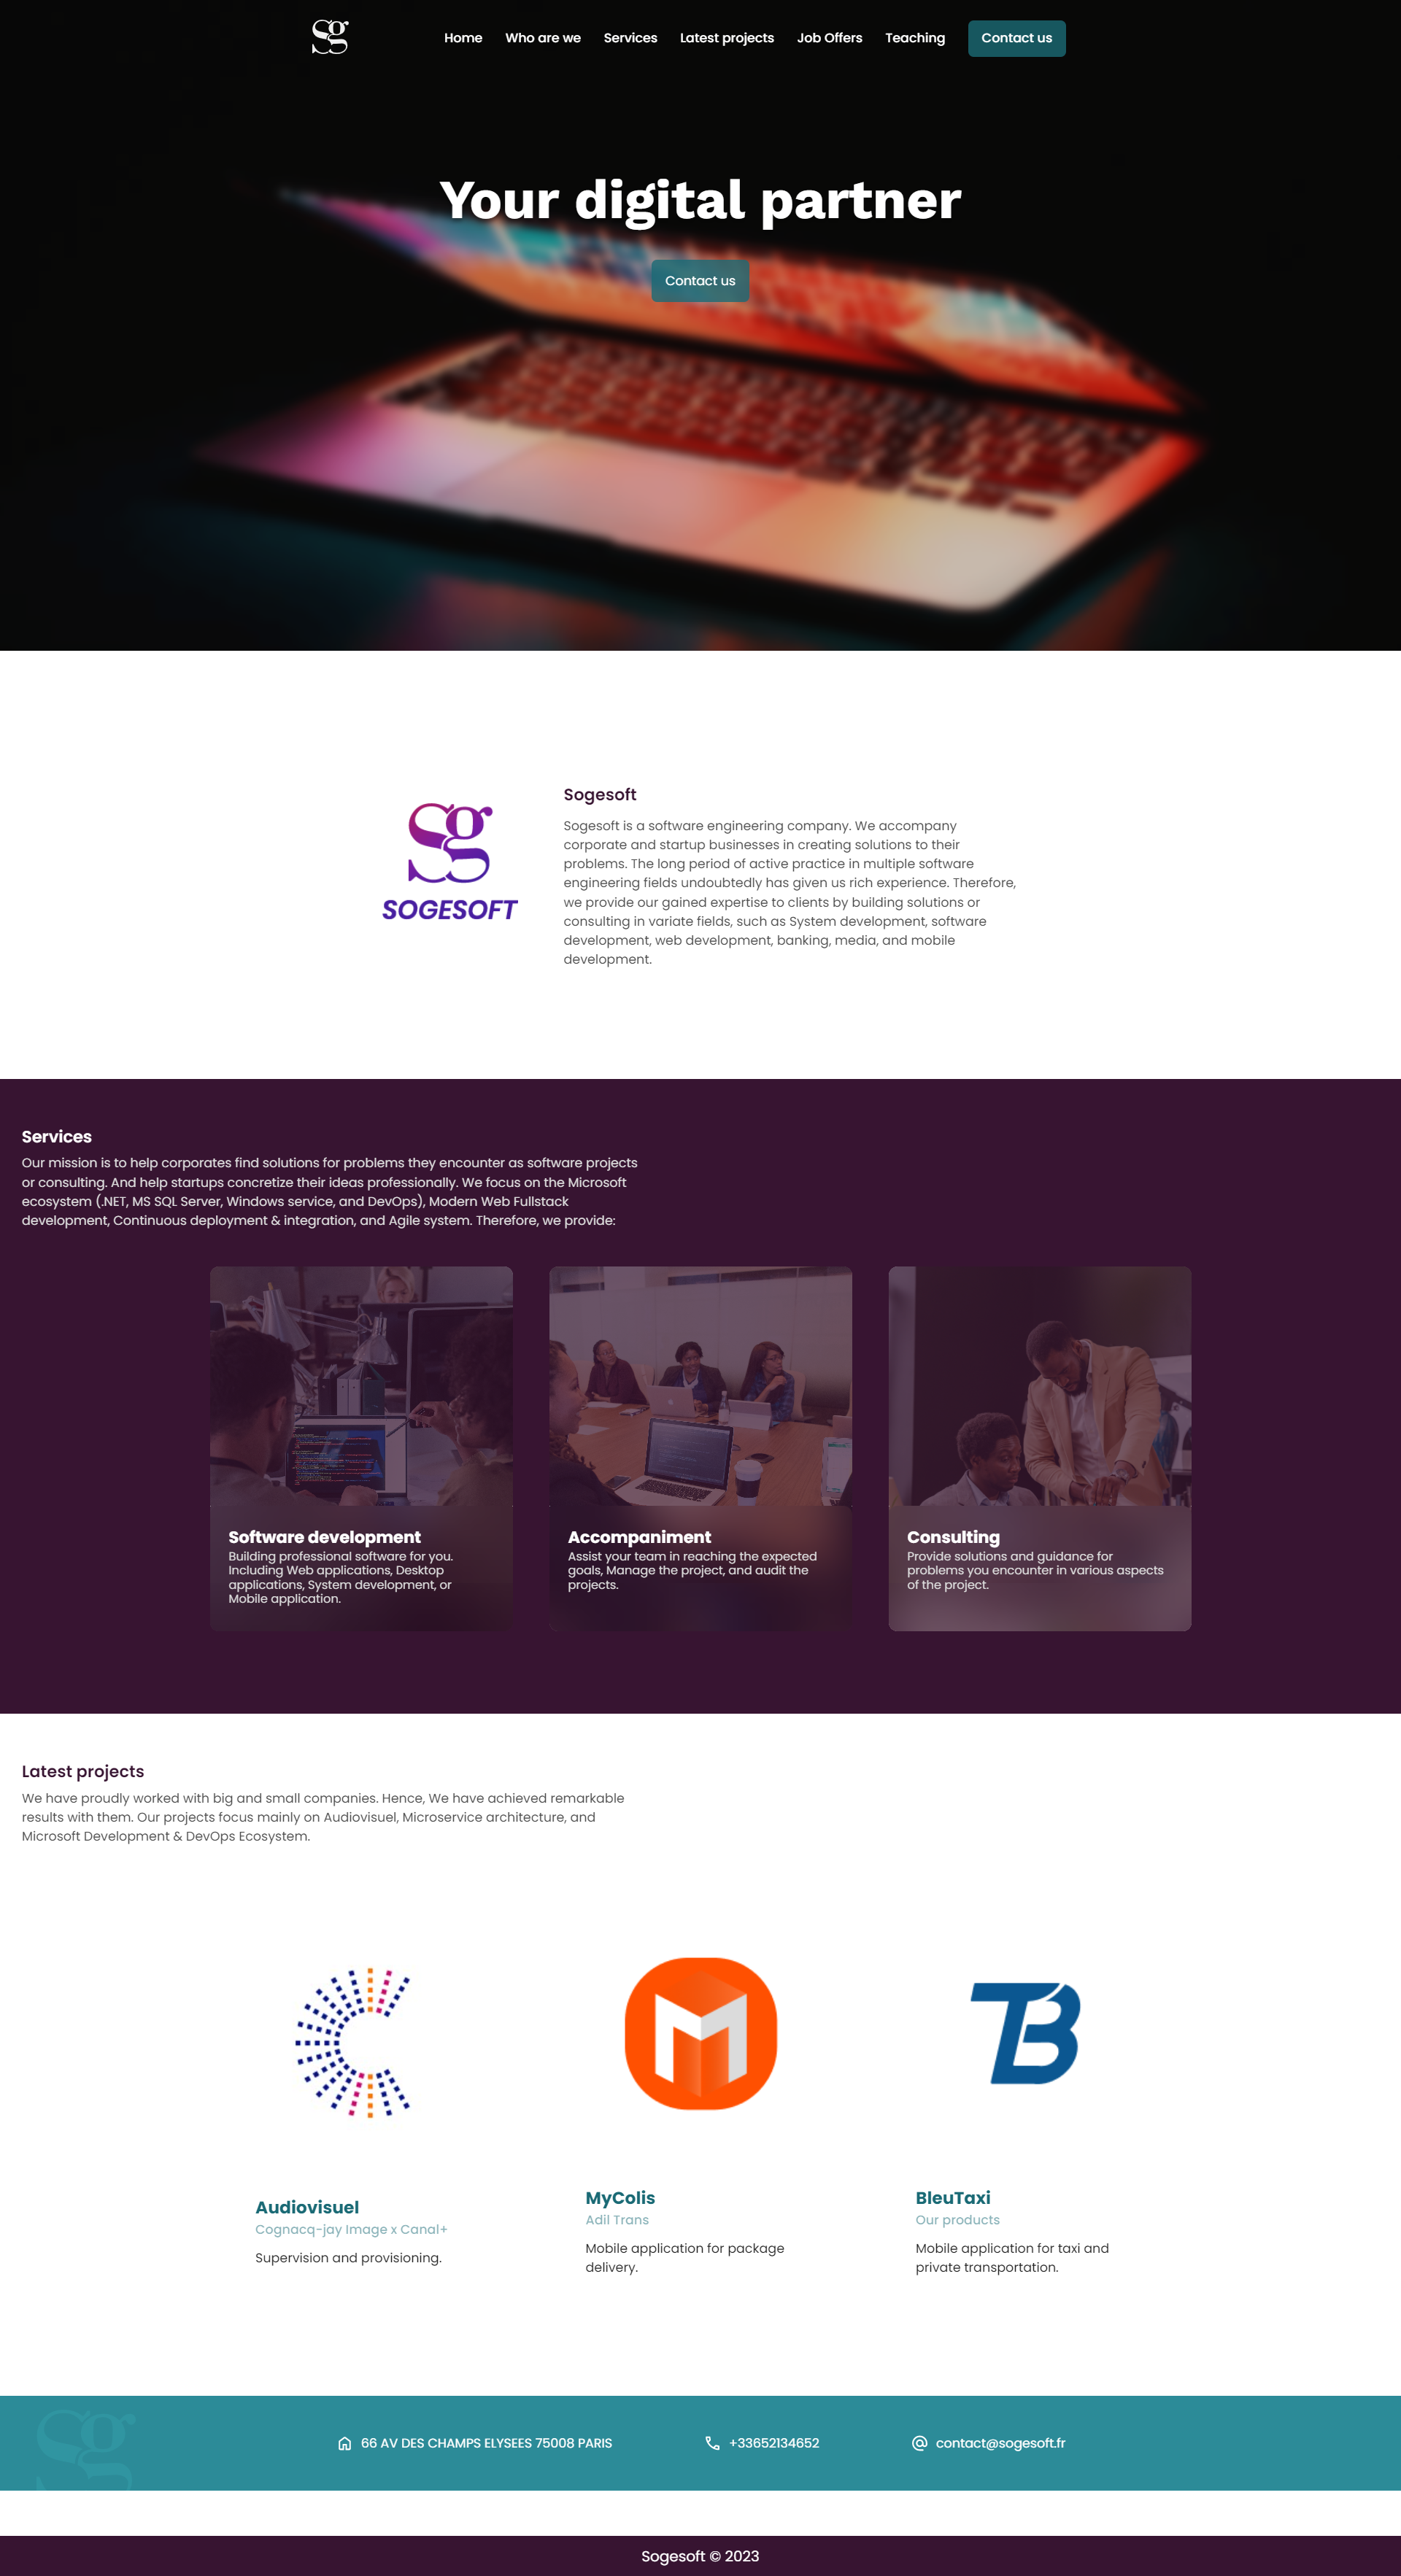 Sg
Home Who are we Services Latest projects Job Offers Teaching Contact us
Your digital partner
Contact us
Sg
SOGESOFT
Sogesoft
Sogesoft is a software engineering company. We accompany
corporate and startup businesses in creating solutions to their
problems. The long period of active practice in multiple software
engineering fields undoubtedly has given us rich experience. Therefore,
we provide our gained expertise to clients by building solutions or
consulting in variate fields, such as System development, software
development, web development, banking, media, and mobile
development.
Services
Our mission is to help corporates find solutions for problems they encounter as software projects
or consulting. And help startups concretize their ideas professionally. We focus on the Microsoft
ecosystem (.NET, MS SQL Server, Windows service, and DevOps), Modern Web Fullstack
development, Continuous deployment & integration, and Agile system. Therefore, we provide:
Software development
Building professional software for you.
Including Web applications, Desktop
applications, System development, or
Mobile application.
Accompaniment
Assist your team in reaching the expected
goals, Manage the project, and audit the
projects.
Consulting
Provide solutions and guidance for
problems you encounter in various aspects
of the project.
Latest projects
We have proudly worked with big and small companies. Hence, We have achieved remarkable
results with them. Our projects focus mainly on Audiovisuel, Microservice architecture, and
Microsoft Development & DevOps Ecosystem.
Audiovisuel
Cognacq-jay Image x Canal+
Supervision and provisioning.
M
MyColis
Adil Trans
Mobile application for package
delivery.
TB
BleuTaxi
Our products
Mobile application for taxi and
private transportation.
Sg
66 AV DES CHAMPS ELYSEES 75008 PARIS
+33652134652
contact@sogesoft.fr
Sogesoft © 2023